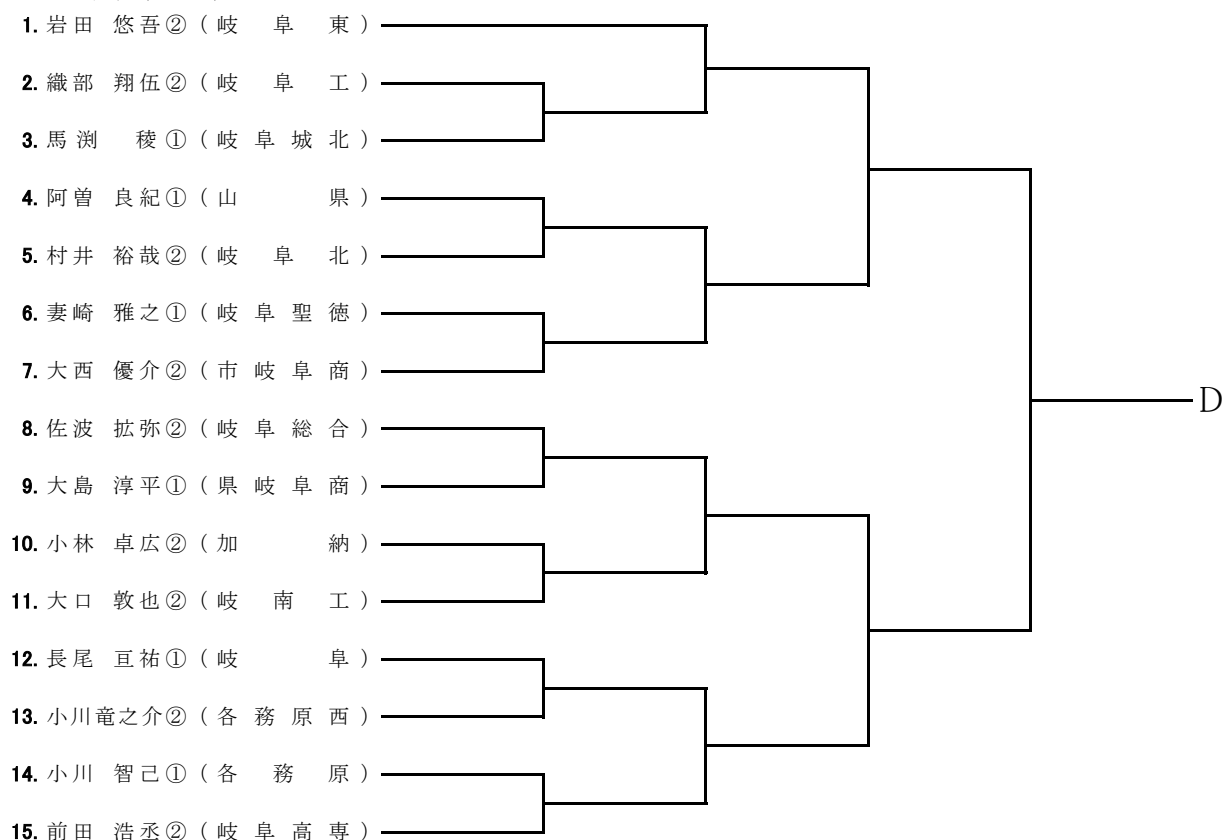 1. 岩田 悠吾② ( 岐 阜 東 )
2. 織部 翔伍② ( 岐 阜 工 )
3. 馬渕 稜① ( 岐 阜 城 北 )
4. 阿曽 良紀① ( 山 県 )
5. 村井 裕哉② ( 岐 阜 北 )
6. 妻崎 雅之① ( 岐 阜 聖 徳 )
7. 大西 優介② ( 市 岐 阜 商 )
D
8. 佐波 拡弥② ( 岐 阜 総 合 )
9. 大島 淳平① ( 県 岐 阜 商 )
10. 小林 卓広② ( 加 納 )
11. 大口 敦也② ( 岐 南 工 )
12. 長尾 亘祐① ( 岐 阜 )
13. 小川竜之介② ( 各 務 原 西 )
14. 小川 智己① ( 各 務 原 )
15. 前田 浩丞② ( 岐 阜 高 専 )